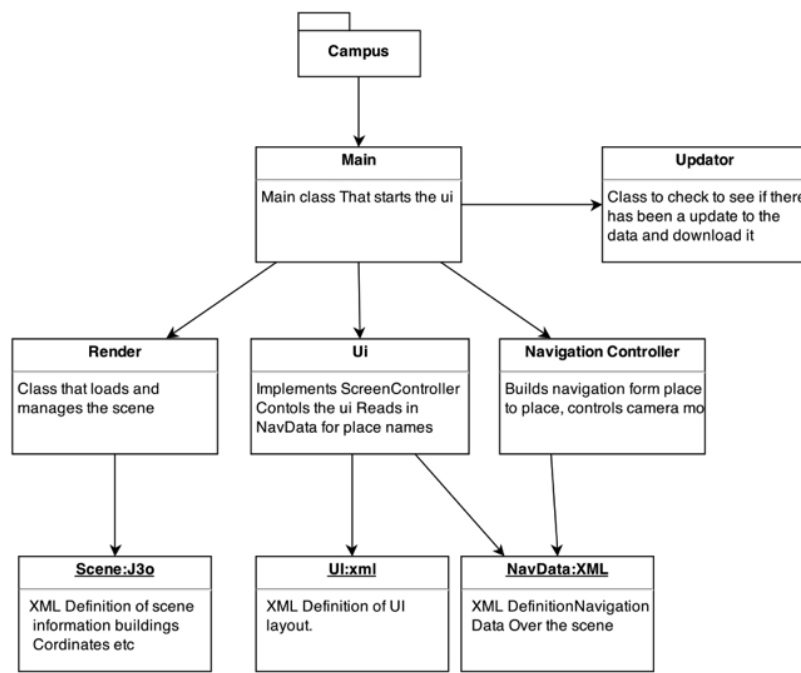 Campus
Main
Main class That starts the ui
Updator
Class to check to see if there
has been a update to the
data and download it
Render
Class that loads and
manages the scene
Ui
Implements ScreenController
Contols the ui Reads in
NavData for place names
Navigation Controller
Builds navigation form place
to place, controls camera mo
Scene:J3o
XML Definition of scene
information buildings
Cordinates etc
UI:xml
XML Definition of UI
layout.
NavData:XML
XML DefinitionNavigation
Data Over the scene